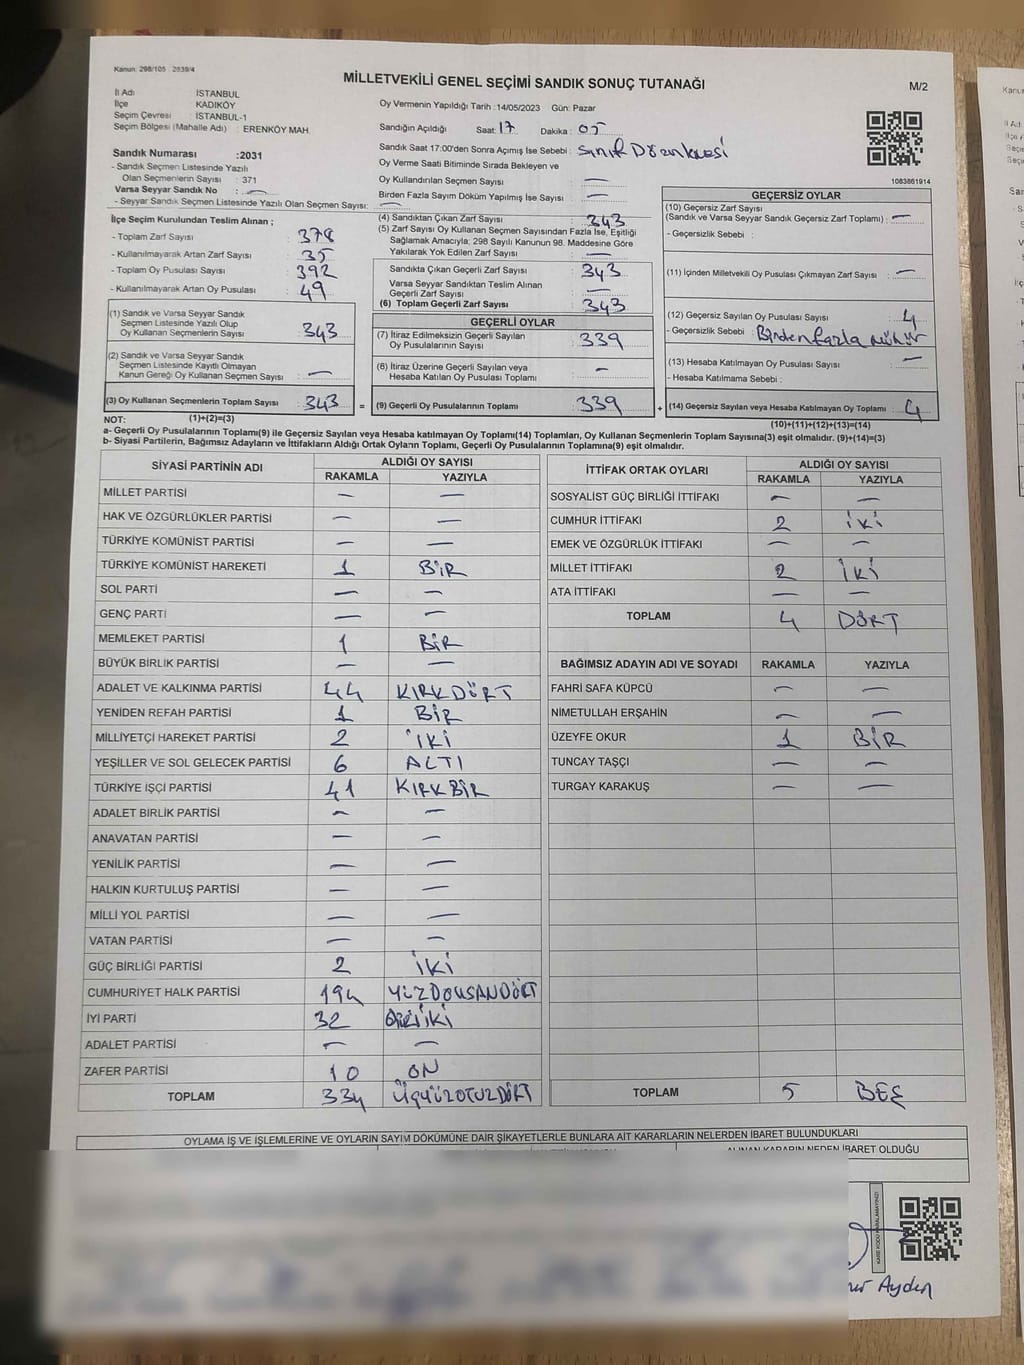 Kanun: 298/105 2839/4
MİLLETVEKİLİ GENEL SEÇİMİ SANDIK SONUÇ TUTANAĞI
M/2
İl Adı İSTANBUL
İlçe KADIKÖY
Seçim Çevresi : İSTANBUL-1
Seçim Bölgesi (Mahalle Adı) : ERENKÖY MAH.
Oy Vermenin Yapıldığı Tarih :14/05/2023 Gün: Pazar
Sandığın Açıldığı Saat: 17 Dakika : 05
Sandık Saat 17:00'den Sonra Açımış İse Sebebi :
Oy Verme Saati Bitiminde Sırada Bekleyen ve
Oy Kullandırılan Seçmen Sayısı : —
Birden Fazla Sayım Döküm Yapılmış İse Sayısı : —
1083861914
Sandık Numarası :2031
- Sandık Seçmen Listesinde Yazılı
Olan Seçmenlerin Sayısı : 371
Varsa Seyyar Sandık No : —
- Seyyar Sandık Seçmen Listesinde Yazılı Olan Seçmen Sayısı: —
İlçe Seçim Kurulundan Teslim Alınan ;
- Toplam Zarf Sayısı : 378
- Kullanılmayarak Artan Zarf Sayısı : 35
- Toplam Oy Pusulası Sayısı : 392
- Kullanılmayarak Artan Oy Pusulası : 49
(1) Sandık ve Varsa Seyyar Sandık
Seçmen Listesinde Yazılı Olup
Oy Kullanan Seçmenlerin Sayısı : 343
(2) Sandık ve Varsa Seyyar Sandık
Seçmen Listesinde Kayıtlı Olmayan
Kanun Gereği Oy Kullanan Seçmen Sayısı : —
(3) Oy Kullanan Seçmenlerin Toplam Sayısı : 343 =
(4) Sandıktan Çıkan Zarf Sayısı : 343
(5) Zarf Sayısı Oy Kullanan Seçmen Sayısından Fazla İse, Eşitliği
Sağlamak Amacıyla; 298 Sayılı Kanunun 98. Maddesine Göre
Yakılarak Yok Edilen Zarf Sayısı : —
Sandıkta Çıkan Geçerli Zarf Sayısı : 343
Varsa Seyyar Sandıktan Teslim Alınan
Geçerli Zarf Sayısı : —
(6) Toplam Geçerli Zarf Sayısı : 343
GEÇERLİ OYLAR
(7) İtiraz Edilmeksizin Geçerli Sayılan
Oy Pusulalarının Sayısı : 339
(8) İtiraz Üzerine Geçerli Sayılan veya
Hesaba Katılan Oy Pusulası Toplamı : —
(9) Geçerli Oy Pusulalarının Toplamı : 339 +
GEÇERSİZ OYLAR
(10) Geçersiz Zarf Sayısı
(Sandık ve Varsa Seyyar Sandık Geçersiz Zarf Toplamı) : —
- Geçersizlik Sebebi :
(11) İçinden Milletvekili Oy Pusulası Çıkmayan Zarf Sayısı : —
(12) Geçersiz Sayılan Oy Pusulası Sayısı : 4
- Geçersizlik Sebebi : Birden fazla mühür
(13) Hesaba Katılmayan Oy Pusulası Sayısı : —
- Hesaba Katılmama Sebebi :
(14) Geçersiz Sayılan veya Hesaba Katılmayan Oy Toplamı : 4
NOT: (1)+(2)=(3)
(10)+(11)+(12)+(13)=(14)
a- Geçerli Oy Pusulalarının Toplamı(9) ile Geçersiz Sayılan veya Hesaba katılmayan Oy Toplamı(14) Toplamları, Oy Kullanan Seçmenlerin Toplam Sayısına(3) eşit olmalıdır. (9)+(14)=(3)
b- Siyasi Partilerin, Bağımsız Adayların ve İttifakların Aldığı Ortak Oyların Toplamı, Geçerli Oy Pusulalarının Toplamına(9) eşit olmalıdır.
SİYASİ PARTİNİN ADI ALDIĞI OY SAYISI
RAKAMLA YAZIYLA
MİLLET PARTİSİ — —
HAK VE ÖZGÜRLÜKLER PARTİSİ — —
TÜRKİYE KOMÜNİST PARTİSİ — —
TÜRKİYE KOMÜNİST HAREKETİ 1 BİR
SOL PARTİ — —
GENÇ PARTİ — —
MEMLEKET PARTİSİ 1 BİR
BÜYÜK BİRLİK PARTİSİ — —
ADALET VE KALKINMA PARTİSİ 44 KIRKDÖRT
YENİDEN REFAH PARTİSİ 1 BİR
MİLLİYETÇİ HAREKET PARTİSİ 2 İKİ
YEŞİLLER VE SOL GELECEK PARTİSİ 6 ALTI
TÜRKİYE İŞÇİ PARTİSİ 41 KIRKBİR
ADALET BİRLİK PARTİSİ — —
ANAVATAN PARTİSİ — —
YENİLİK PARTİSİ — —
HALKIN KURTULUŞ PARTİSİ — —
MİLLİ YOL PARTİSİ — —
VATAN PARTİSİ — —
GÜÇ BİRLİĞİ PARTİSİ 2 İKİ
CUMHURİYET HALK PARTİSİ 194 YÜZDOKSANDÖRT
İYİ PARTİ 32
ADALET PARTİSİ — —
ZAFER PARTİSİ 10 ON
TOPLAM 334 ÜÇYÜZOTUZDÖRT
İTTİFAK ORTAK OYLARI ALDIĞI OY SAYISI
RAKAMLA YAZIYLA
SOSYALİST GÜÇ BİRLİĞİ İTTİFAKI — —
CUMHUR İTTİFAKI 2 İKİ
EMEK VE ÖZGÜRLÜK İTTİFAKI — —
MİLLET İTTİFAKI 2 İKİ
ATA İTTİFAKI — —
TOPLAM 4 DÖRT
BAĞIMSIZ ADAYIN ADI VE SOYADI RAKAMLA YAZIYLA
FAHRİ SAFA KÜPCÜ — —
NİMETULLAH ERŞAHİN — —
ÜZEYFE OKUR 1 BİR
TUNCAY TAŞÇI — —
TURGAY KARAKUŞ — —
TOPLAM 5 BEŞ
OYLAMA İŞ VE İŞLEMLERİNE VE OYLARIN SAYIM DÖKÜMÜNE DAİR ŞİKAYETLERLE BUNLARA AİT KARARLARIN NELERDEN İBARET BULUNDUKLARI
ALINAN KARARIN NEDEN İBARET OLDUĞU
KARE KODU KARALAMAYINIZ!
Ayden